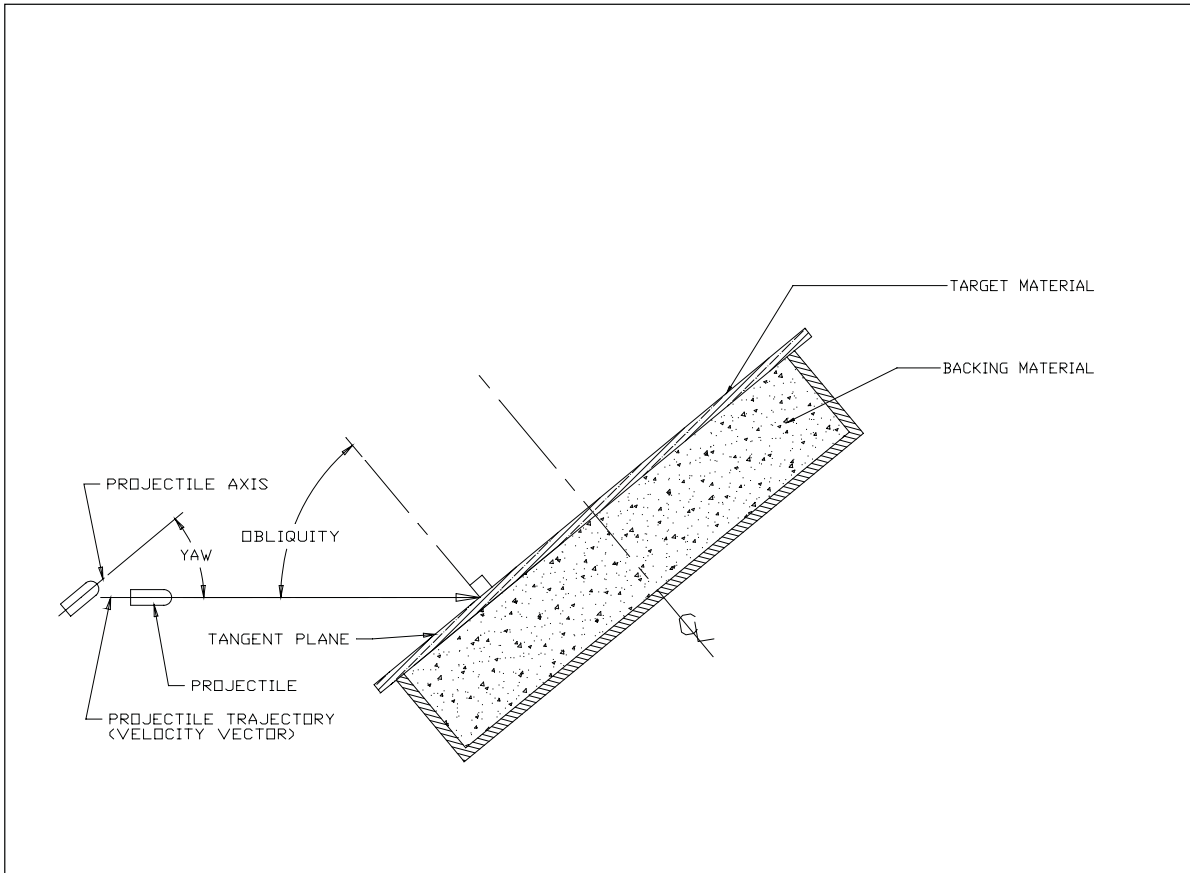 TARGET MATERIAL
BACKING MATERIAL
PROJECTILE AXIS
OBLIQUITY
YAW
TANGENT PLANE
PROJECTILE
PROJECTILE TRAJECTORY
(VELOCITY VECTOR)